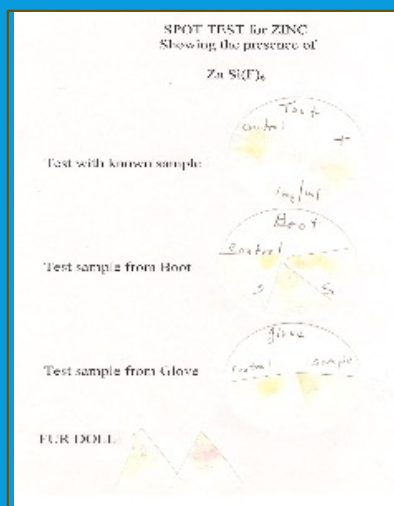 SPOT TEST for ZINC
Showing the presence of
Zn Si(F)₆
Test
control +
Test with known sample
1mg/ml
Boot
Control
Test sample from Boot
S S
glove
Control sample
Test sample from Glove
FUR DOLL